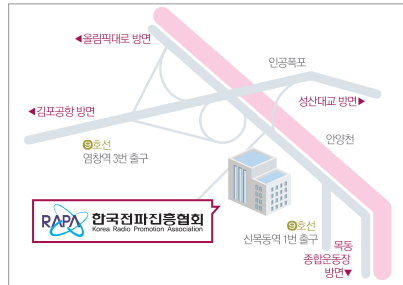 ◀올림픽대로 방면
인공폭포
성산대교 방면▶
◀김포공항 방면
안양천
9호선
염창역 3번 출구
RAPA 한국전파진흥협회
Korea Radio Promotion Association
9호선
신목동역 1번 출구
목동
종합운동장
방면▼